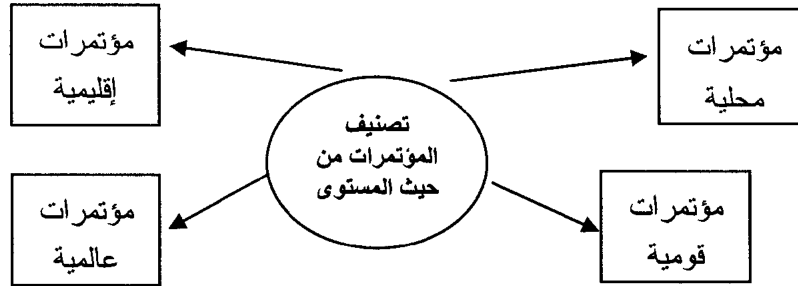 مؤتمرات
محلية
مؤتمرات
إقليمية
تصنيف
المؤتمرات من
حيث المستوى
مؤتمرات
قومية
مؤتمرات
عالمية